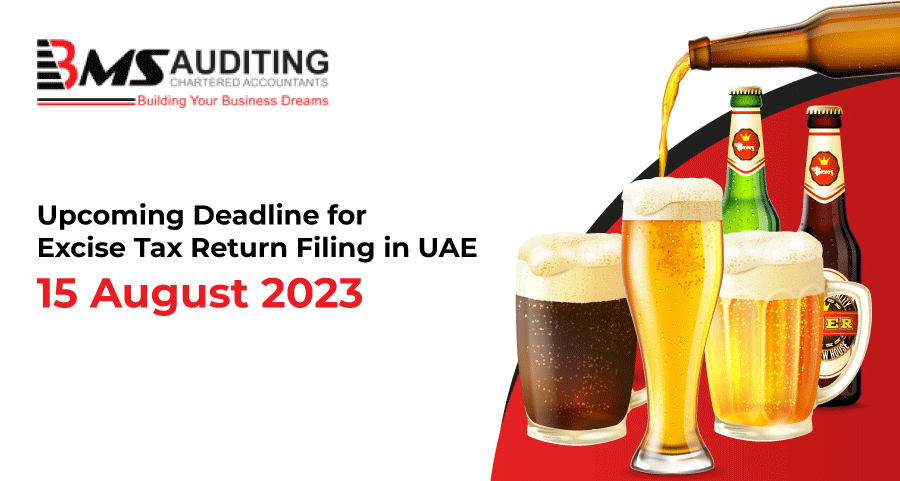 BMS AUDITING
CHARTERED ACCOUNTANTS
Building Your Business Dreams
Upcoming Deadline for
Excise Tax Return Filing in UAE
15 August 2023